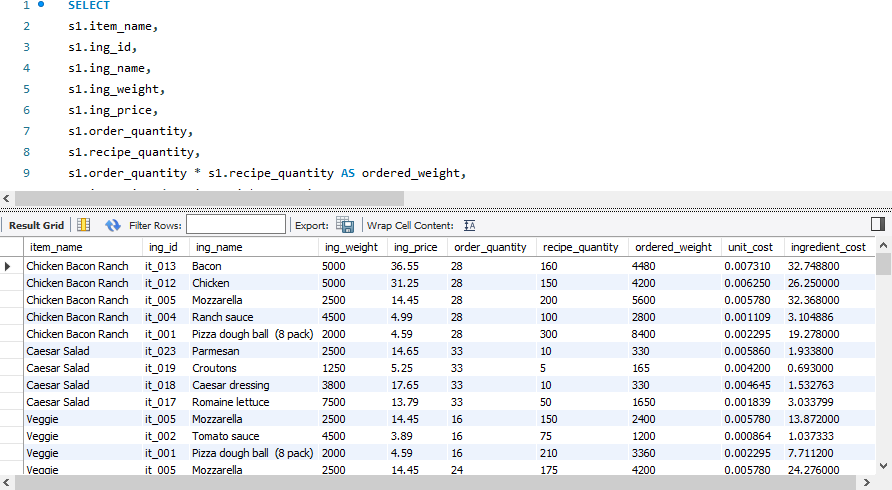 1 SELECT
2 s1.item_name,
3 s1.ing_id,
4 s1.ing_name,
5 s1.ing_weight,
6 s1.ing_price,
7 s1.order_quantity,
8 s1.recipe_quantity,
9 s1.order_quantity * s1.recipe_quantity AS ordered_weight,
Result Grid Filter Rows: Export: Wrap Cell Content: IA
item_name ing_id ing_name ing_weight ing_price order_quantity recipe_quantity ordered_weight unit_cost ingredient_cost
Chicken Bacon Ranch it_013 Bacon 5000 36.55 28 160 4480 0.007310 32.748800
Chicken Bacon Ranch it_012 Chicken 5000 31.25 28 150 4200 0.006250 26.250000
Chicken Bacon Ranch it_005 Mozzarella 2500 14.45 28 200 5600 0.005780 32.368000
Chicken Bacon Ranch it_004 Ranch sauce 4500 4.99 28 100 2800 0.001109 3.104886
Chicken Bacon Ranch it_001 Pizza dough ball (8 pack) 2000 4.59 28 300 8400 0.002295 19.278000
Caesar Salad it_023 Parmesan 2500 14.65 33 10 330 0.005860 1.933800
Caesar Salad it_019 Croutons 1250 5.25 33 5 165 0.004200 0.693000
Caesar Salad it_018 Caesar dressing 3800 17.65 33 10 330 0.004645 1.532763
Caesar Salad it_017 Romaine lettuce 7500 13.79 33 50 1650 0.001839 3.033799
Veggie it_005 Mozzarella 2500 14.45 16 150 2400 0.005780 13.872000
Veggie it_002 Tomato sauce 4500 3.89 16 75 1200 0.000864 1.037333
Veggie it_001 Pizza dough ball (8 pack) 2000 4.59 16 210 3360 0.002295 7.711200
Veggie it_005 Mozzarella 2500 14.45 24 175 4200 0.005780 24.276000